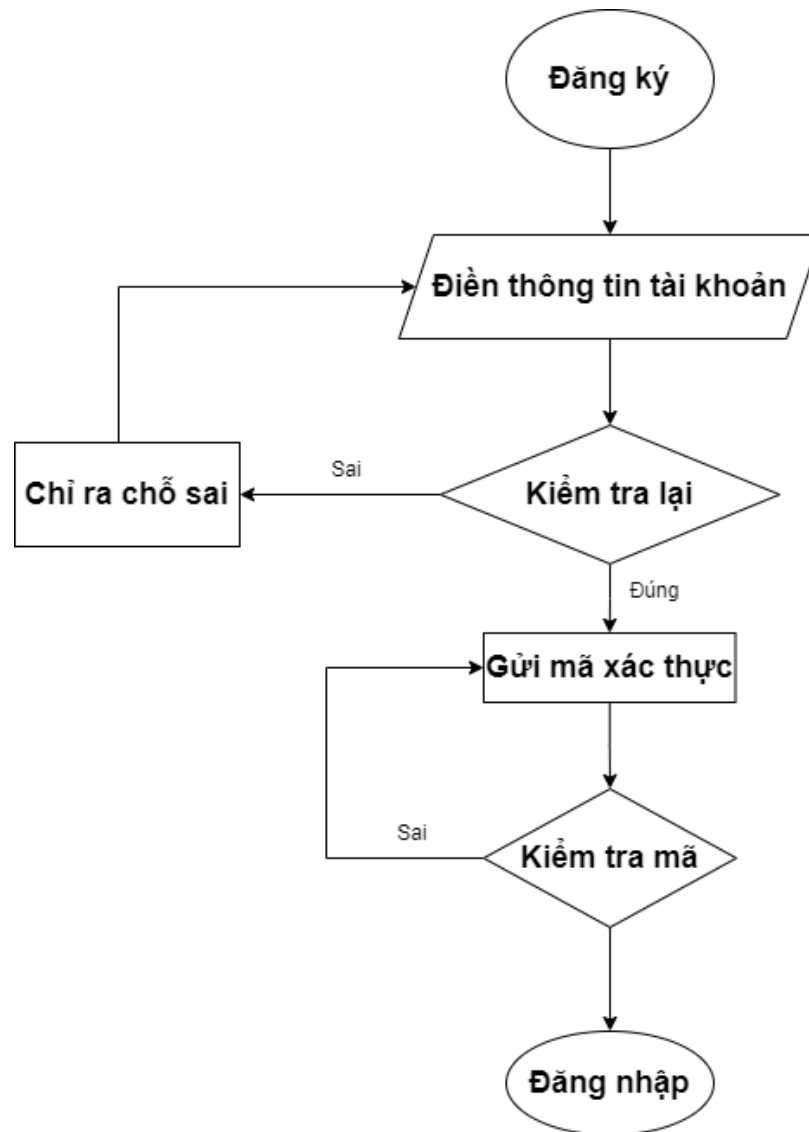 Đăng ký
Điền thông tin tài khoản
Sai
Chỉ ra chỗ sai
Kiểm tra lại
Đúng
Gửi mã xác thực
Sai
Kiểm tra mã
Đăng nhập